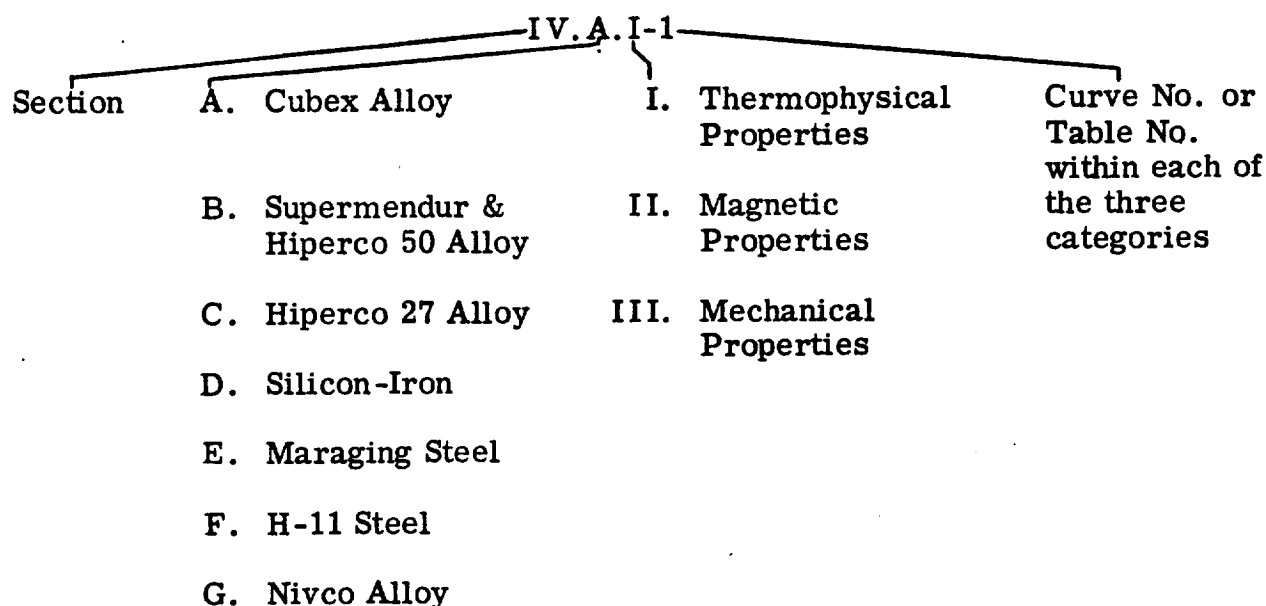 IV.A.I-1
Section A. Cubex Alloy I. Thermophysical Curve No. or
Properties Table No.
within each of
B. Supermendur & II. Magnetic the three
Hiperco 50 Alloy Properties categories
C. Hiperco 27 Alloy III. Mechanical
Properties
D. Silicon-Iron
E. Maraging Steel
F. H-11 Steel
G. Nivco Alloy